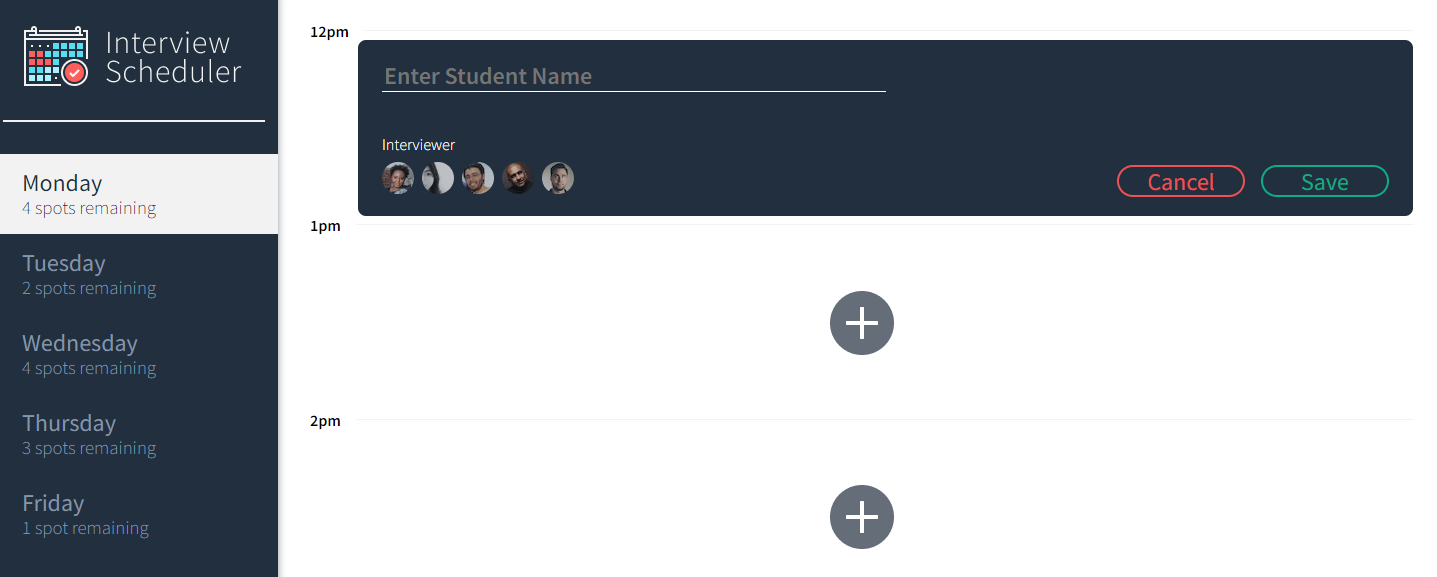 Interview
Scheduler
Monday
4 spots remaining
Tuesday
2 spots remaining
Wednesday
4 spots remaining
Thursday
3 spots remaining
Friday
1 spot remaining
12pm
Enter Student Name
Interviewer
Cancel Save
1pm
2pm